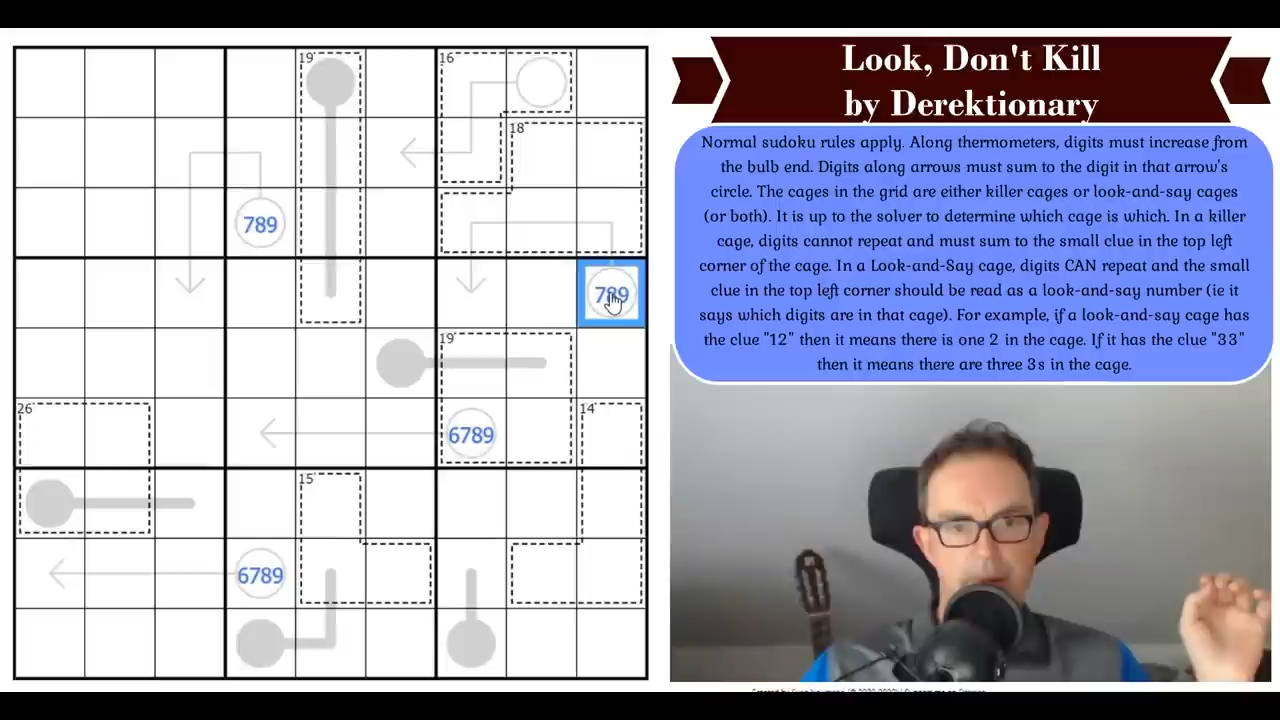 Look, Don't Kill
by Derektionary
Normal sudoku rules apply. Along thermometers, digits must increase from
the bulb end. Digits along arrows must sum to the digit in that arrow's
circle. The cages in the grid are either killer cages or look-and-say cages
(or both). It is up to the solver to determine which cage is which. In a killer
cage, digits cannot repeat and must sum to the small clue in the top left
corner of the cage. In a Look-and-Say cage, digits CAN repeat and the small
clue in the top left corner should be read as a look-and-say number (ie it
says which digits are in that cage). For example, if a look-and-say cage has
the clue "12" then it means there is one 2 in the cage. If it has the clue "33"
then it means there are three 3s in the cage.
19
16
18
789
789
19
26
14
6789
15
6789